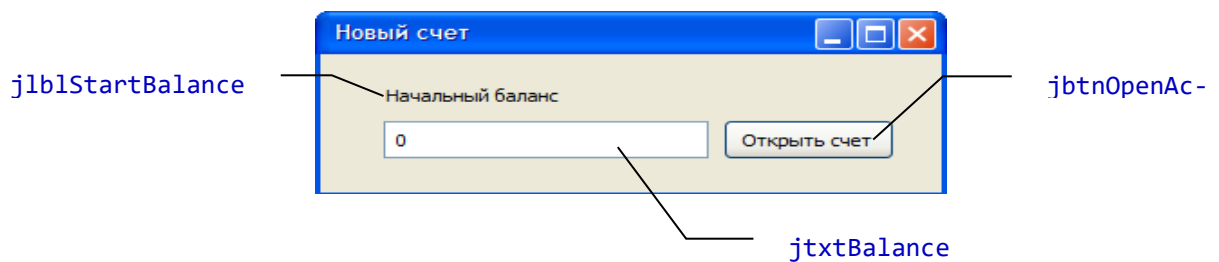 Новый счет
jlblStartBalance
jbtnOpenAc-
Начальный баланс
0
Открыть счет
jtxtBalance